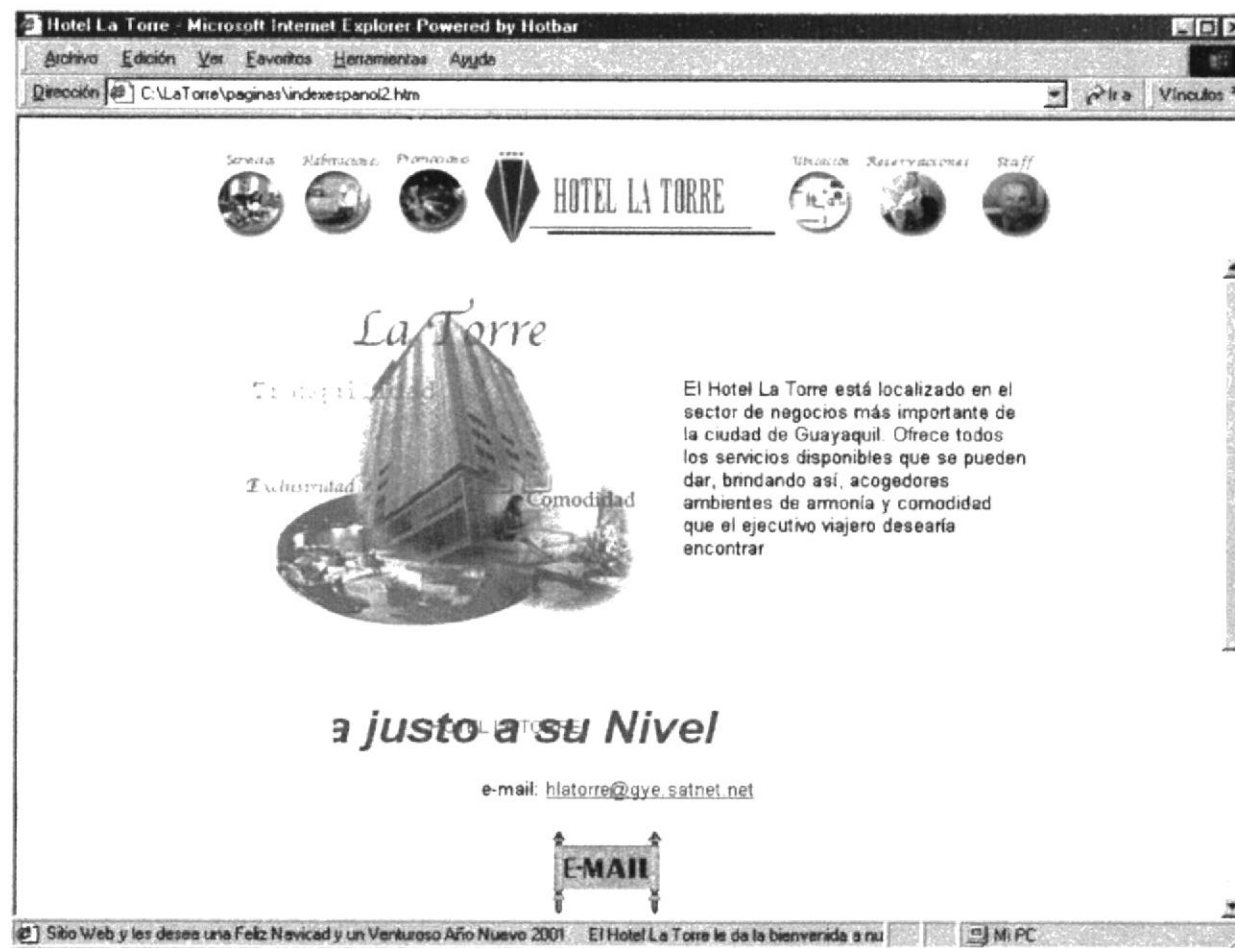 Hotel La Torre - Microsoft Internet Explorer Powered by Hotbar
Archivo Edición Ver Favoritos Herramientas Ayuda
Dirección C:\LaTorre\paginas\indexespanol2.htm Ir a Vínculos
Servicios Habitaciones Promociones HOTEL LA TORRE Ubicación Reservaciones Staff
La Torre
Tranquilidad
Exclusividad
Comodidad
El Hotel La Torre está localizado en el
sector de negocios más importante de
la ciudad de Guayaquil. Ofrece todos
los servicios disponibles que se pueden
dar, brindando así, acogedores
ambientes de armonía y comodidad
que el ejecutivo viajero desearía
encontrar
a justo a su Nivel
HOTEL LA TORRE
e-mail: hlatorre@gye.satnet.net
E-MAIL
Sitio Web y les desea una Feliz Navicad y un Venturoso Año Nuevo 2001 El Hotel La Torre le da la bienvenida a nu Mi PC